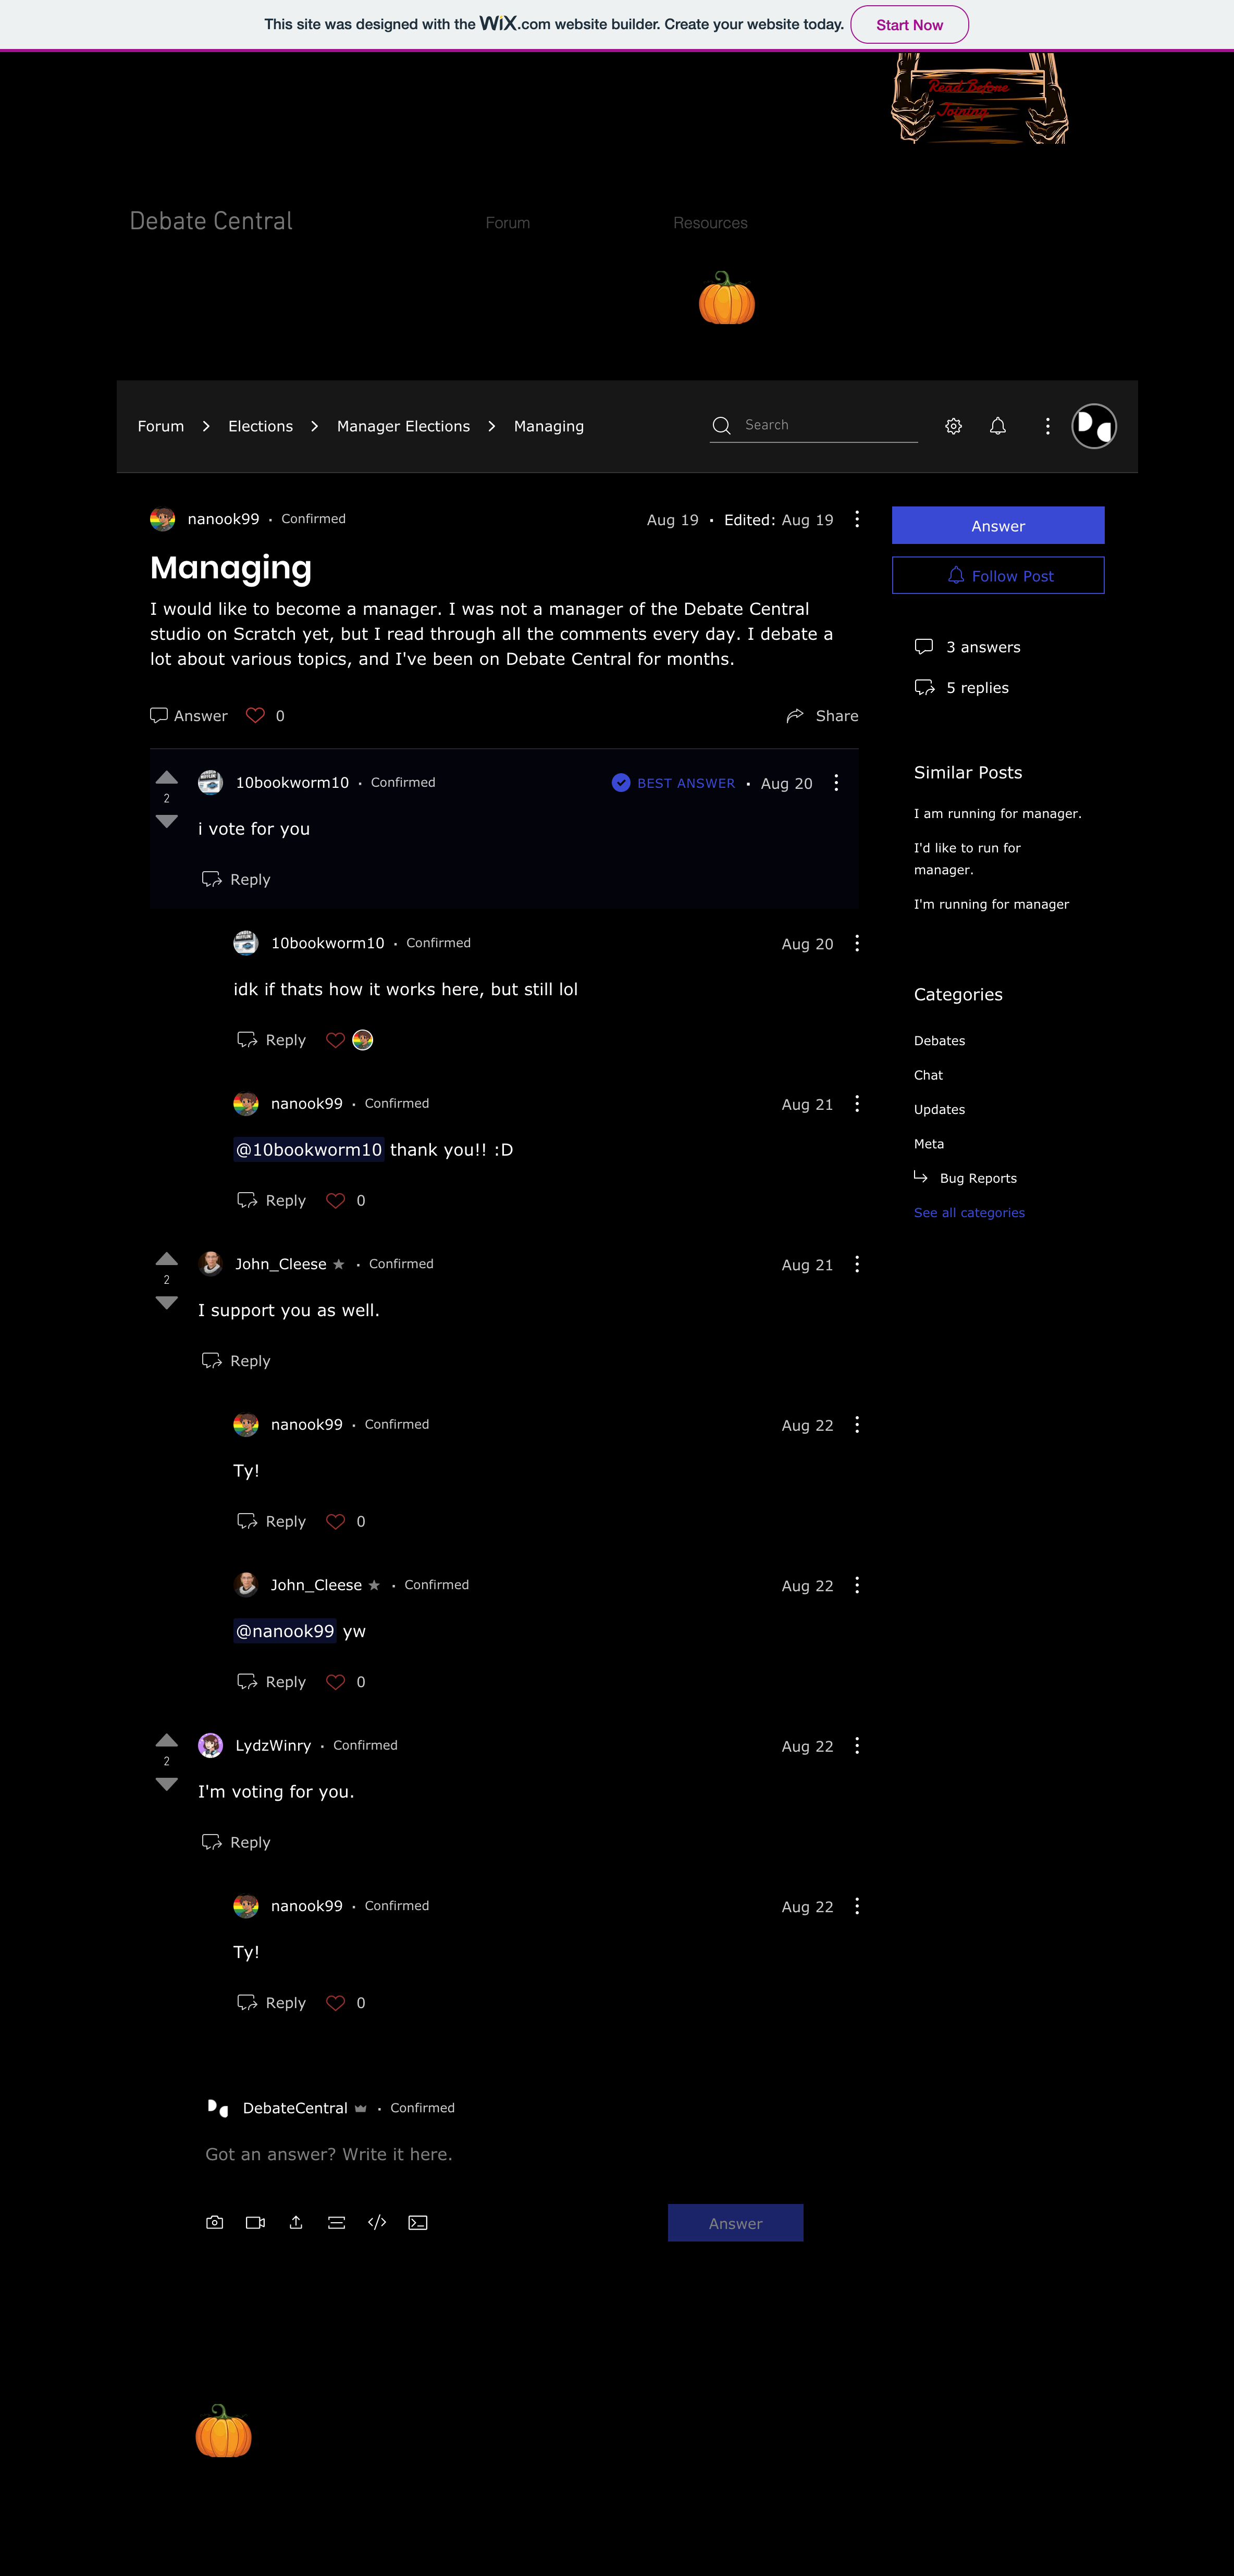 This site was designed with the WiX.com website builder. Create your website today. Start Now
Read Before
Joining
Debate Central Forum Resources
Forum > Elections > Manager Elections > Managing Search
nanook99 · Confirmed Aug 19 · Edited: Aug 19
Managing
I would like to become a manager. I was not a manager of the Debate Central
studio on Scratch yet, but I read through all the comments every day. I debate a
lot about various topics, and I've been on Debate Central for months.
Answer 0 Share
2
10bookworm10 · Confirmed BEST ANSWER · Aug 20
i vote for you
Reply
10bookworm10 · Confirmed Aug 20
idk if thats how it works here, but still lol
Reply
nanook99 · Confirmed Aug 21
@10bookworm10 thank you!! :D
Reply 0
2
John_Cleese · Confirmed Aug 21
I support you as well.
Reply
nanook99 · Confirmed Aug 22
Ty!
Reply 0
John_Cleese · Confirmed Aug 22
@nanook99 yw
Reply 0
2
LydzWinry · Confirmed Aug 22
I'm voting for you.
Reply
nanook99 · Confirmed Aug 22
Ty!
Reply 0
DebateCentral · Confirmed
Got an answer? Write it here.
Answer
Answer
Follow Post
3 answers
5 replies
Similar Posts
I am running for manager.
I'd like to run for
manager.
I'm running for manager
Categories
Debates
Chat
Updates
Meta
Bug Reports
See all categories